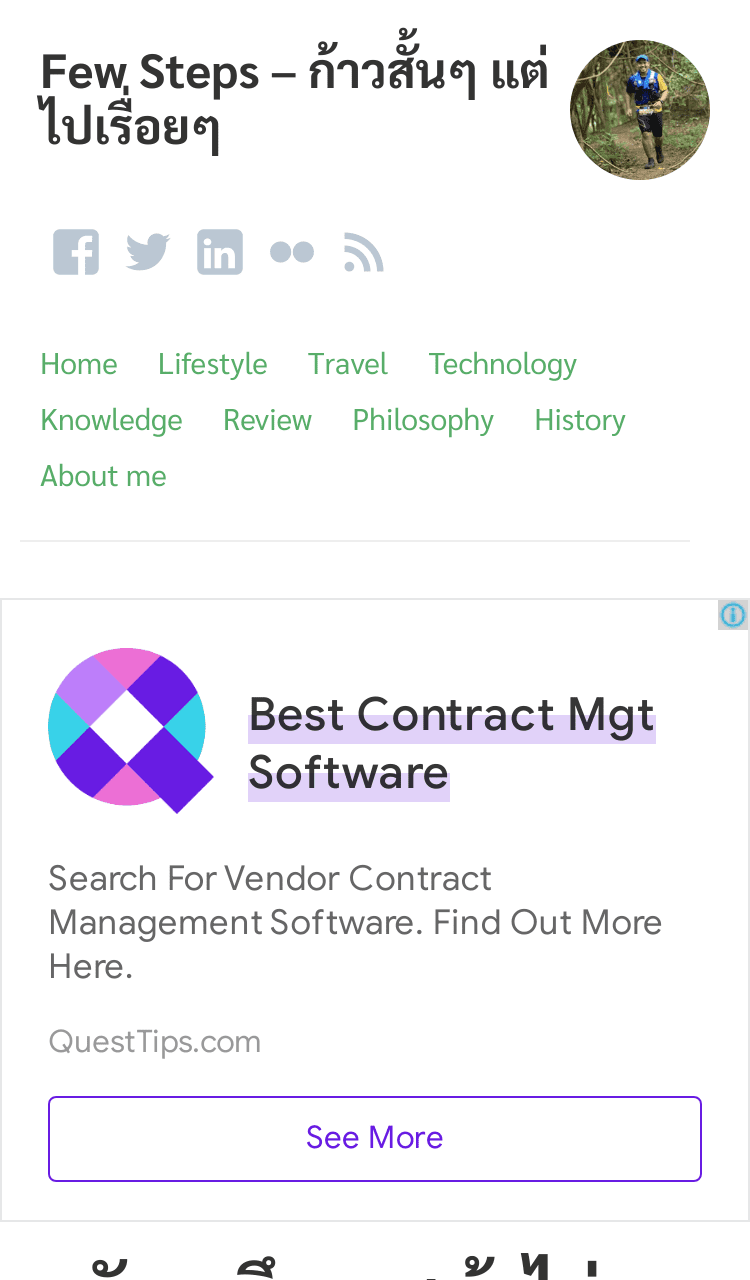 Few Steps – ก้าวสั้นๆ แต่
ไปเรื่อยๆ
Home Lifestyle Travel Technology
Knowledge Review Philosophy History
About me
Best Contract Mgt
Software
Search For Vendor Contract
Management Software. Find Out More
Here.
QuestTips.com
See More